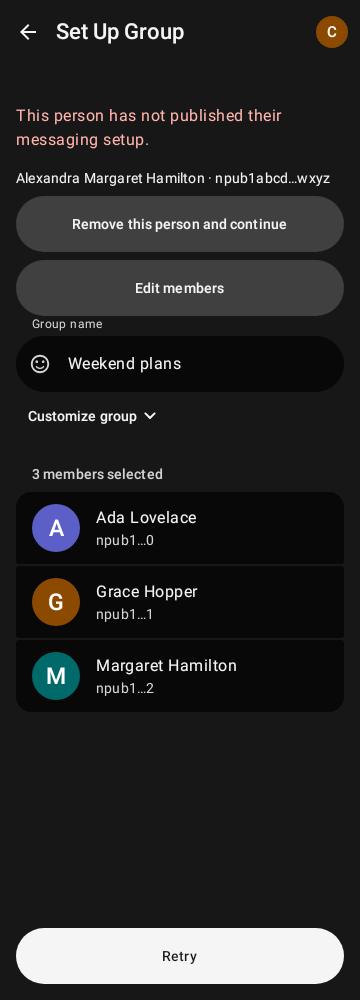 Set Up Group
C
This person has not published their
messaging setup.
Alexandra Margaret Hamilton · npub1abcd…wxyz
Remove this person and continue
Edit members
Group name
Weekend plans
Customize group
3 members selected
A
Ada Lovelace
npub1…0
G
Grace Hopper
npub1…1
M
Margaret Hamilton
npub1…2
Retry